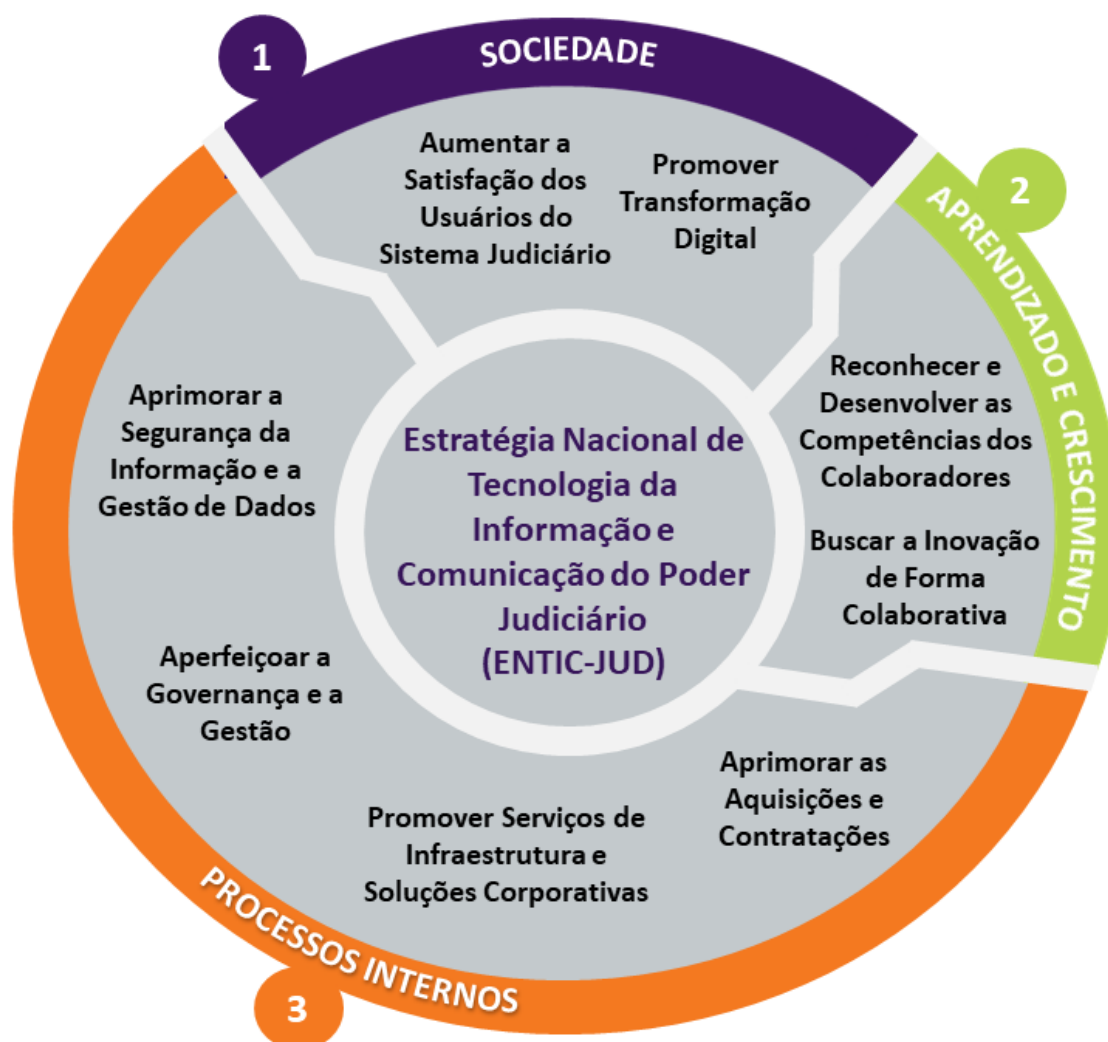 1
SOCIEDADE
Aumentar a
Satisfação dos
Usuários do
Sistema Judiciário
Promover
Transformação
Digital
2
APRENDIZADO E CRESCIMENTO
Reconhecer e
Desenvolver as
Competências dos
Colaboradores
Buscar a Inovação
de Forma
Colaborativa
Estratégia Nacional de
Tecnologia da
Informação e
Comunicação do Poder
Judiciário
(ENTIC-JUD)
Aprimorar a
Segurança da
Informação e a
Gestão de Dados
Aperfeiçoar a
Governança e a
Gestão
Promover Serviços de
Infraestrutura e
Soluções Corporativas
Aprimorar as
Aquisições e
Contratações
PROCESSOS INTERNOS
3